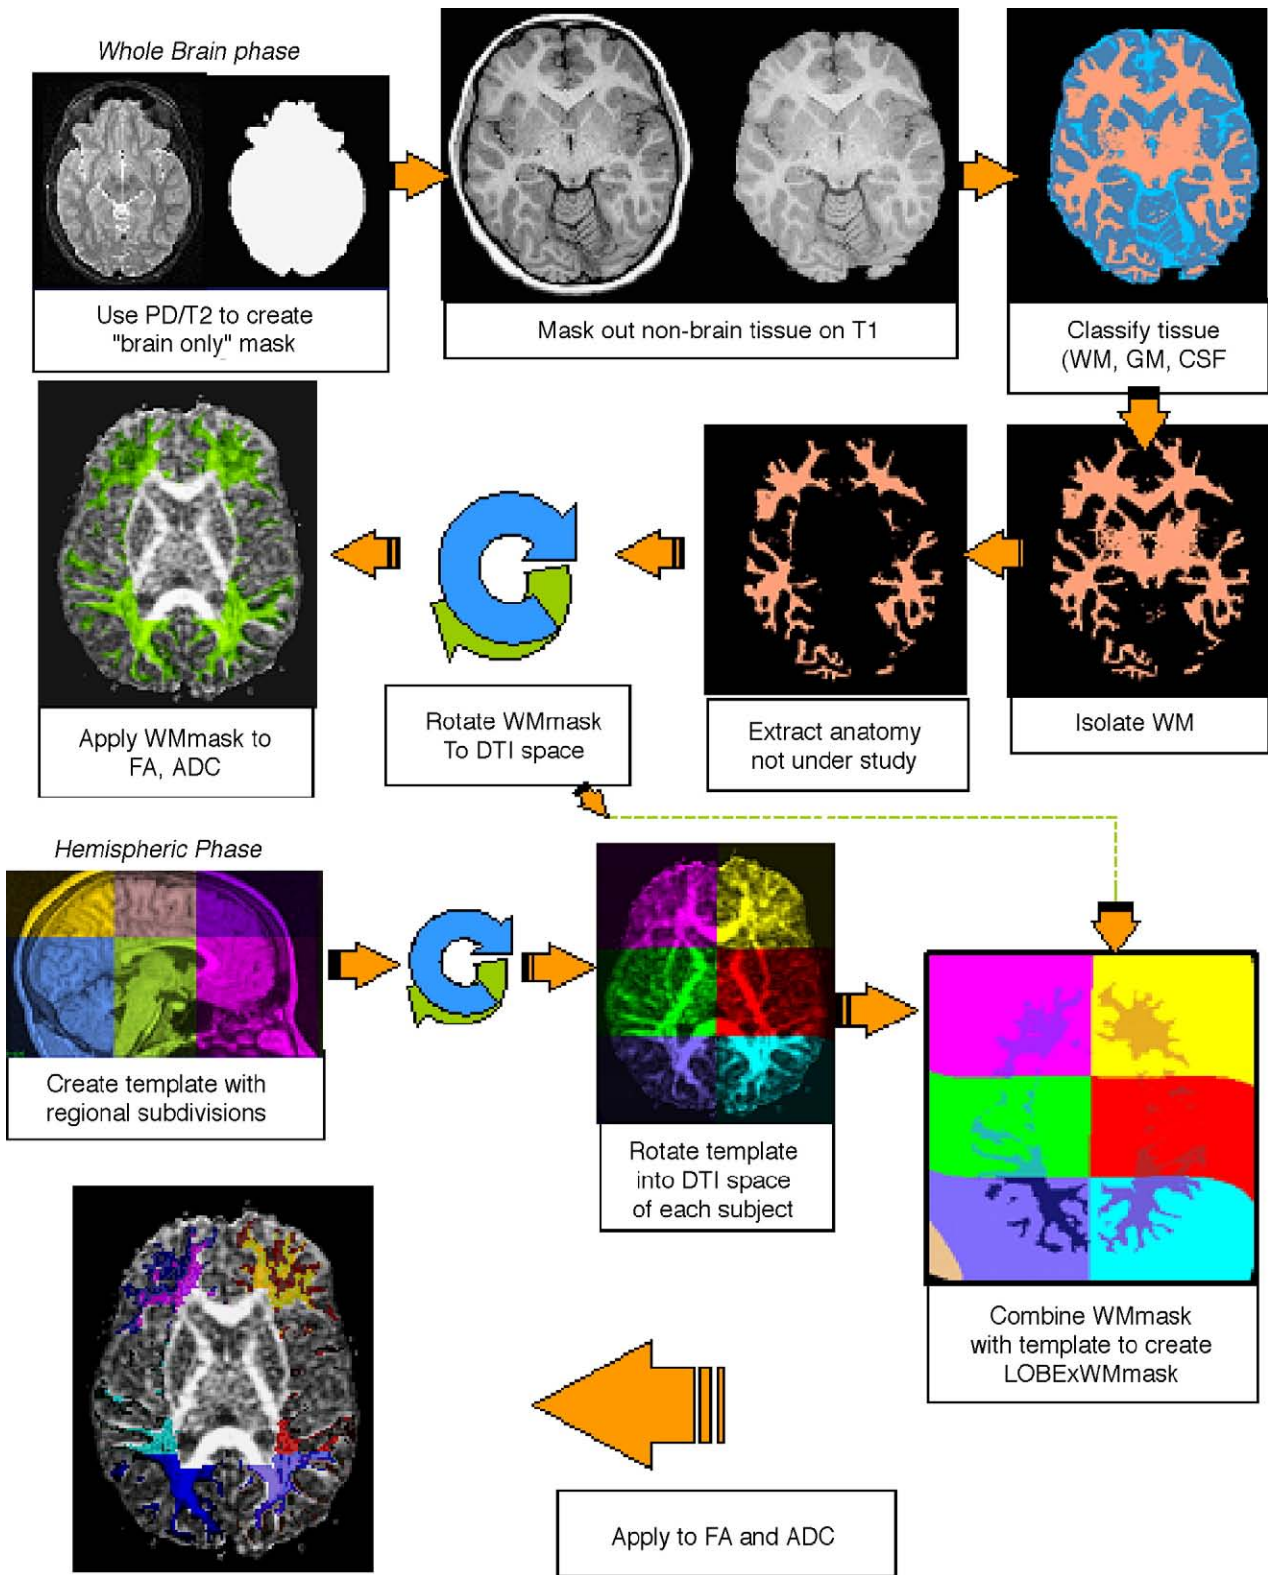 Whole Brain phase
Use PD/T2 to create
"brain only" mask
Mask out non-brain tissue on T1
Classify tissue
(WM, GM, CSF
Isolate WM
Extract anatomy
not under study
Rotate WMmask
To DTI space
Apply WMmask to
FA, ADC
Hemispheric Phase
Create template with
regional subdivisions
Rotate template
into DTI space
of each subject
Combine WMmask
with template to create
LOBExWMmask
Apply to FA and ADC